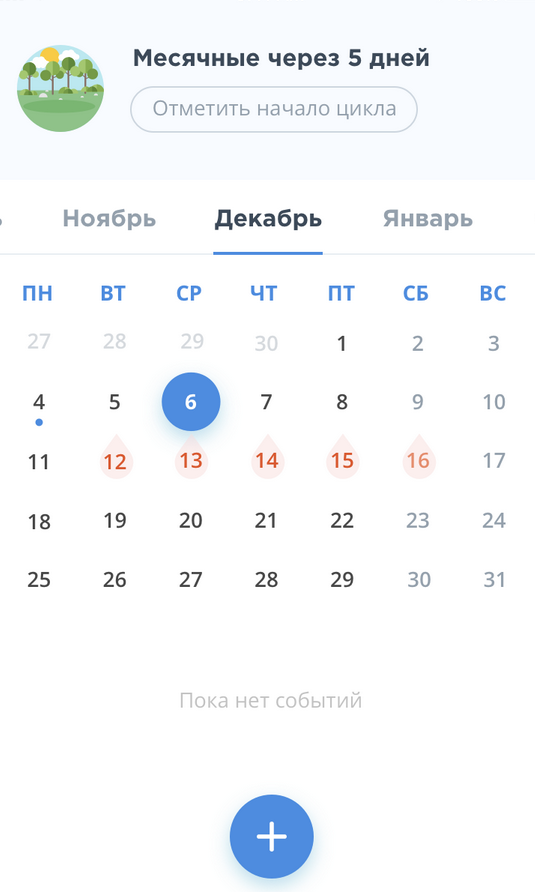 Месячные через 5 дней
Отметить начало цикла
Ноябрь Декабрь Январь
ПН ВТ СР ЧТ ПТ СБ ВС
27 28 29 30 1 2 3
4 5 6 7 8 9 10
11 12 13 14 15 16 17
18 19 20 21 22 23 24
25 26 27 28 29 30 31
Пока нет событий